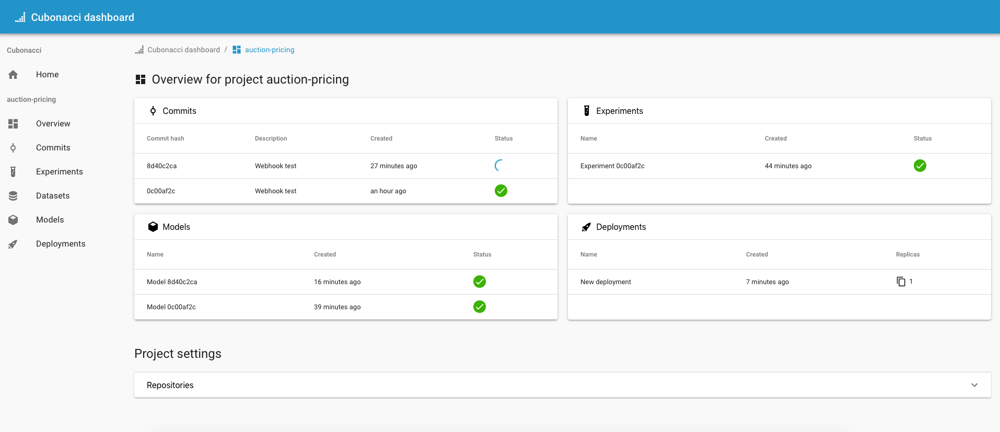 Cubonacci dashboard
Cubonacci
Home
auction-pricing
Overview
Commits
Experiments
Datasets
Models
Deployments
Cubonacci dashboard / auction-pricing
Overview for project auction-pricing
Commits
Commit hash Description Created Status
8d40c2ca Webhook test 27 minutes ago
0c00af2c Webhook test an hour ago
Experiments
Name Created Status
Experiment 0c00af2c 44 minutes ago
Models
Name Created Status
Model 8d40c2ca 16 minutes ago
Model 0c00af2c 39 minutes ago
Deployments
Name Created Replicas
New deployment 7 minutes ago 1
Project settings
Repositories